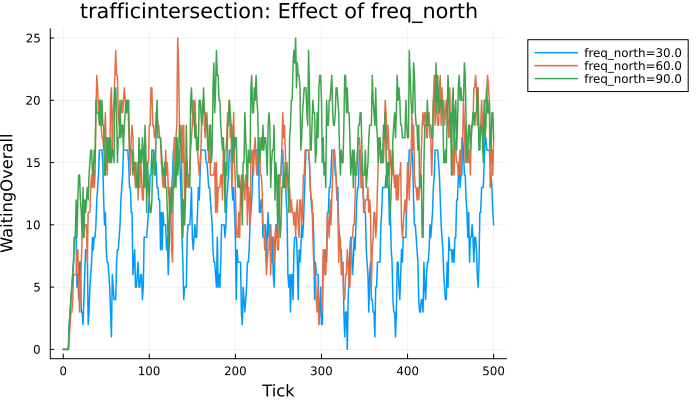 trafficintersection: Effect of freq_north
freq_north=30.0
freq_north=60.0
freq_north=90.0
WaitingOverall
25
20
15
10
5
0
0 100 200 300 400 500
Tick